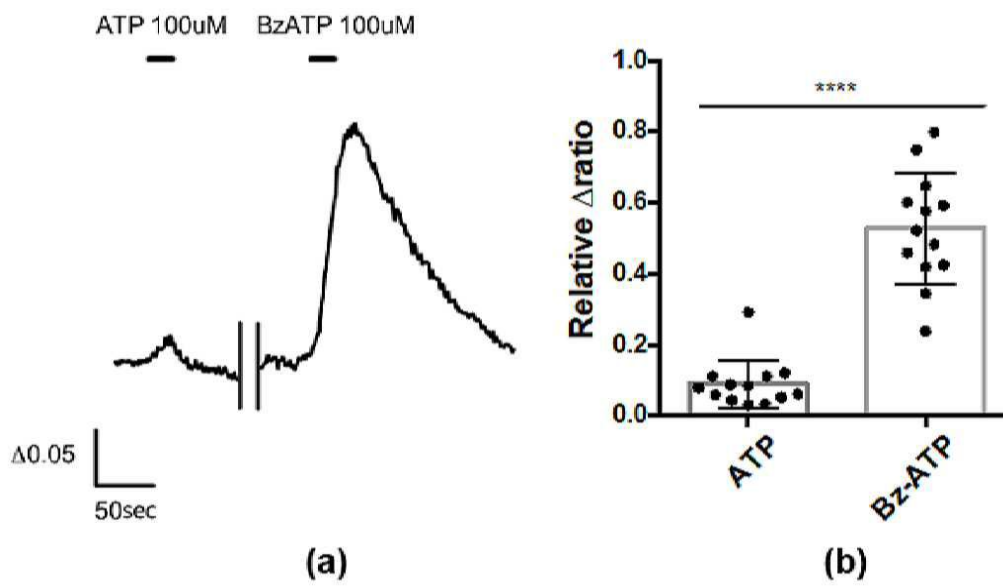 ATP 100uM
BzATP 100uM
Δ0.05
50sec
(a)
1.0
0.8
0.6
0.4
0.2
0.0
Relative Δratio
****
ATP
Bz-ATP
(b)